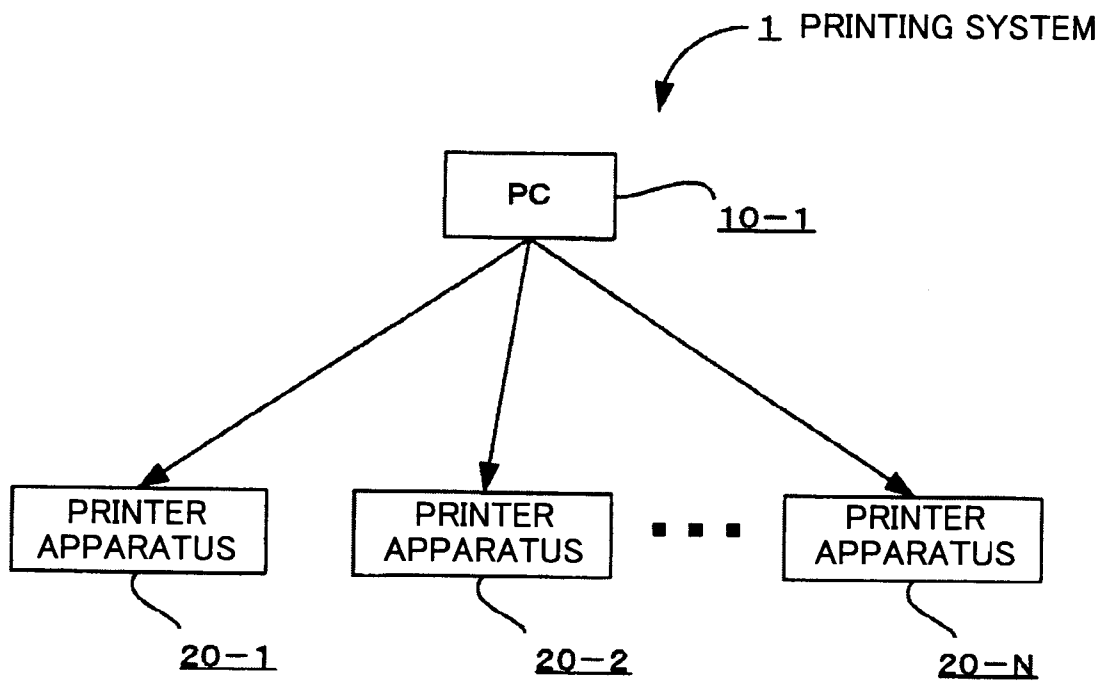 1 PRINTING SYSTEM
PC
10-1
PRINTER
APPARATUS
PRINTER
APPARATUS
PRINTER
APPARATUS
20-1
20-2
20-N